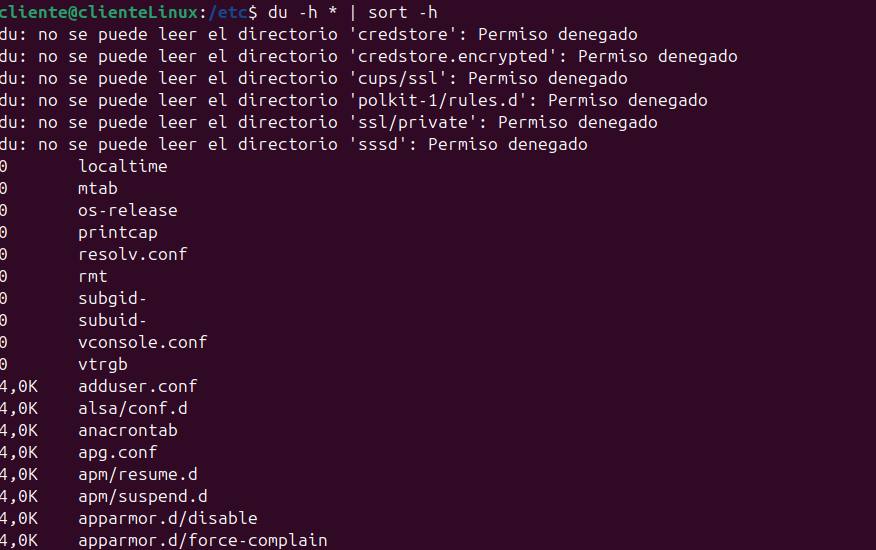 cliente@clienteLinux:/etc$ du -h * | sort -h
du: no se puede leer el directorio 'credstore': Permiso denegado
du: no se puede leer el directorio 'credstore.encrypted': Permiso denegado
du: no se puede leer el directorio 'cups/ssl': Permiso denegado
du: no se puede leer el directorio 'polkit-1/rules.d': Permiso denegado
du: no se puede leer el directorio 'ssl/private': Permiso denegado
du: no se puede leer el directorio 'sssd': Permiso denegado
0	localtime
0	mtab
0	os-release
0	printcap
0	resolv.conf
0	rmt
0	subgid-
0	subuid-
0	vconsole.conf
0	vtrgb
4,0K	adduser.conf
4,0K	alsa/conf.d
4,0K	anacrontab
4,0K	apg.conf
4,0K	apm/resume.d
4,0K	apm/suspend.d
4,0K	apparmor.d/disable
4,0K	apparmor.d/force-complain